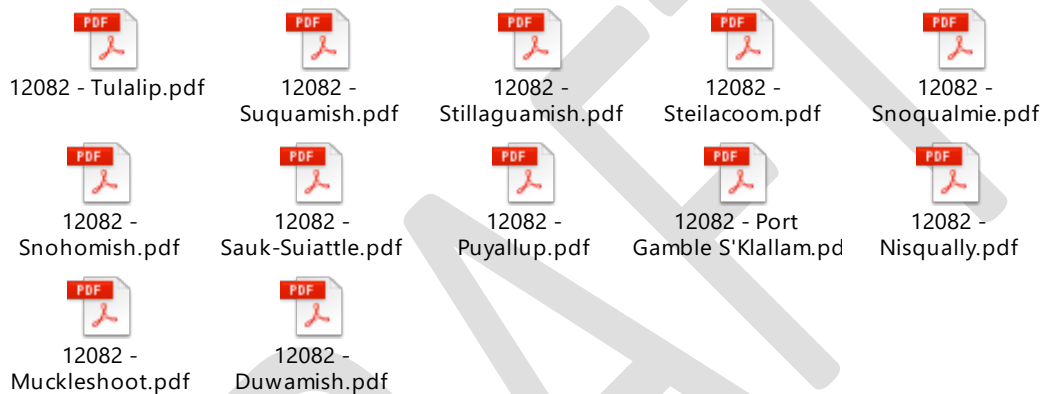 PDF PDF PDF PDF PDF
12082 - Tulalip.pdf 12082 - 12082 - 12082 - 12082 -
Suquamish.pdf Stillaguamish.pdf Steilacoom.pdf Snoqualmie.pdf
PDF PDF PDF PDF PDF
12082 - 12082 - 12082 - 12082 - Port 12082 -
Snohomish.pdf Sauk-Suiattle.pdf Puyallup.pdf Gamble S'Klallam.pd Nisqually.pdf
PDF PDF
12082 - 12082 -
Muckleshoot.pdf Duwamish.pdf